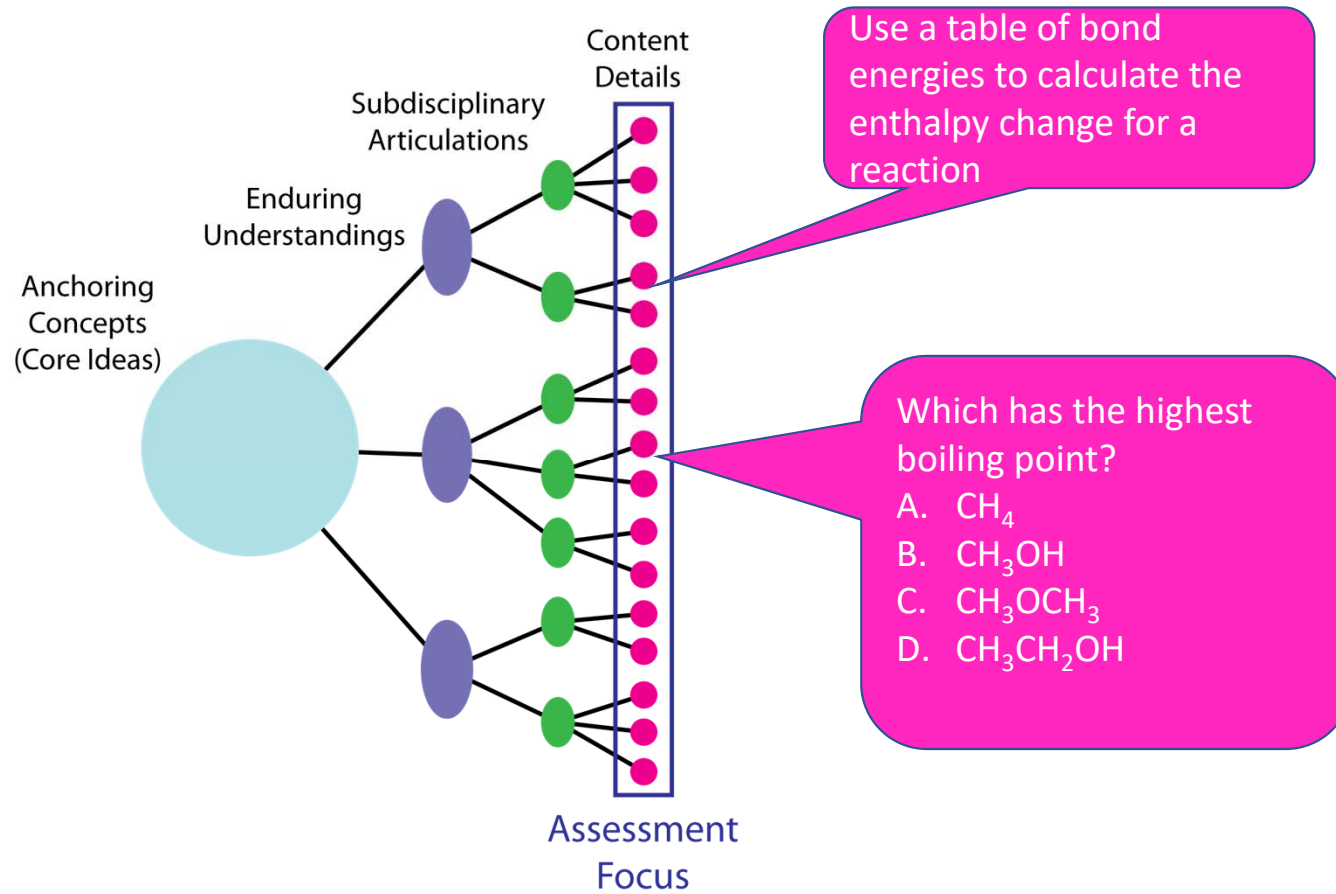 Content
Details
Subdisciplinary
Articulations
Enduring
Understandings
Anchoring
Concepts
(Core Ideas)
Use a table of bond
energies to calculate the
enthalpy change for a
reaction
Which has the highest
boiling point?
A. CH₄
B. CH₃OH
C. CH₃OCH₃
D. CH₃CH₂OH
Assessment
Focus